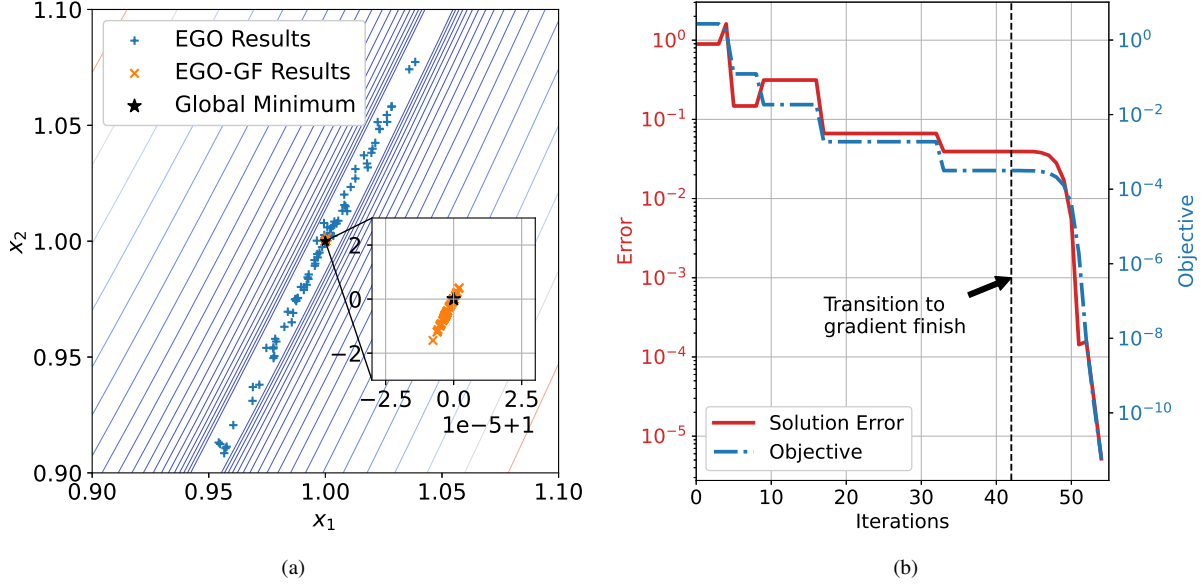 1.10
1.05
1.00
0.95
0.90
x₂
EGO Results
EGO-GF Results
Global Minimum
2
0
−2
−2.5
0.0
2.5
1e-5+1
0.90
0.95
1.00
1.05
1.10
x₁
(a)
10⁰
10⁻¹
10⁻²
10⁻³
10⁻⁴
10⁻⁵
Error
Transition to
gradient finish
Solution Error
Objective
10⁰
10⁻²
10⁻⁴
10⁻⁶
10⁻⁸
10⁻¹⁰
Objective
0
10
20
30
40
50
Iterations
(b)